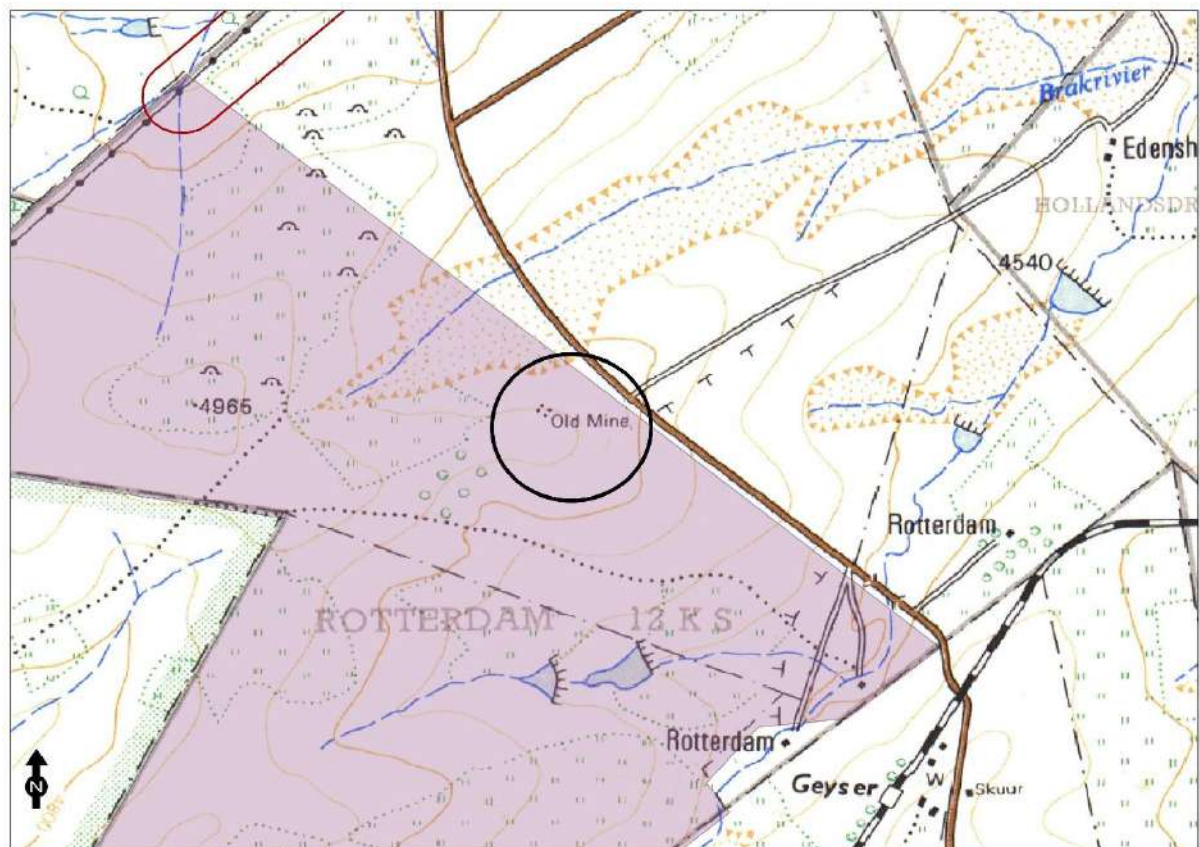 E
Brakrivier
Edensh
HOLLANDSDR
4540
4965
Old Mine
Rotterdam
ROTTERDAM 12 K S
Rotterdam
Geyser
W
Skuur
N